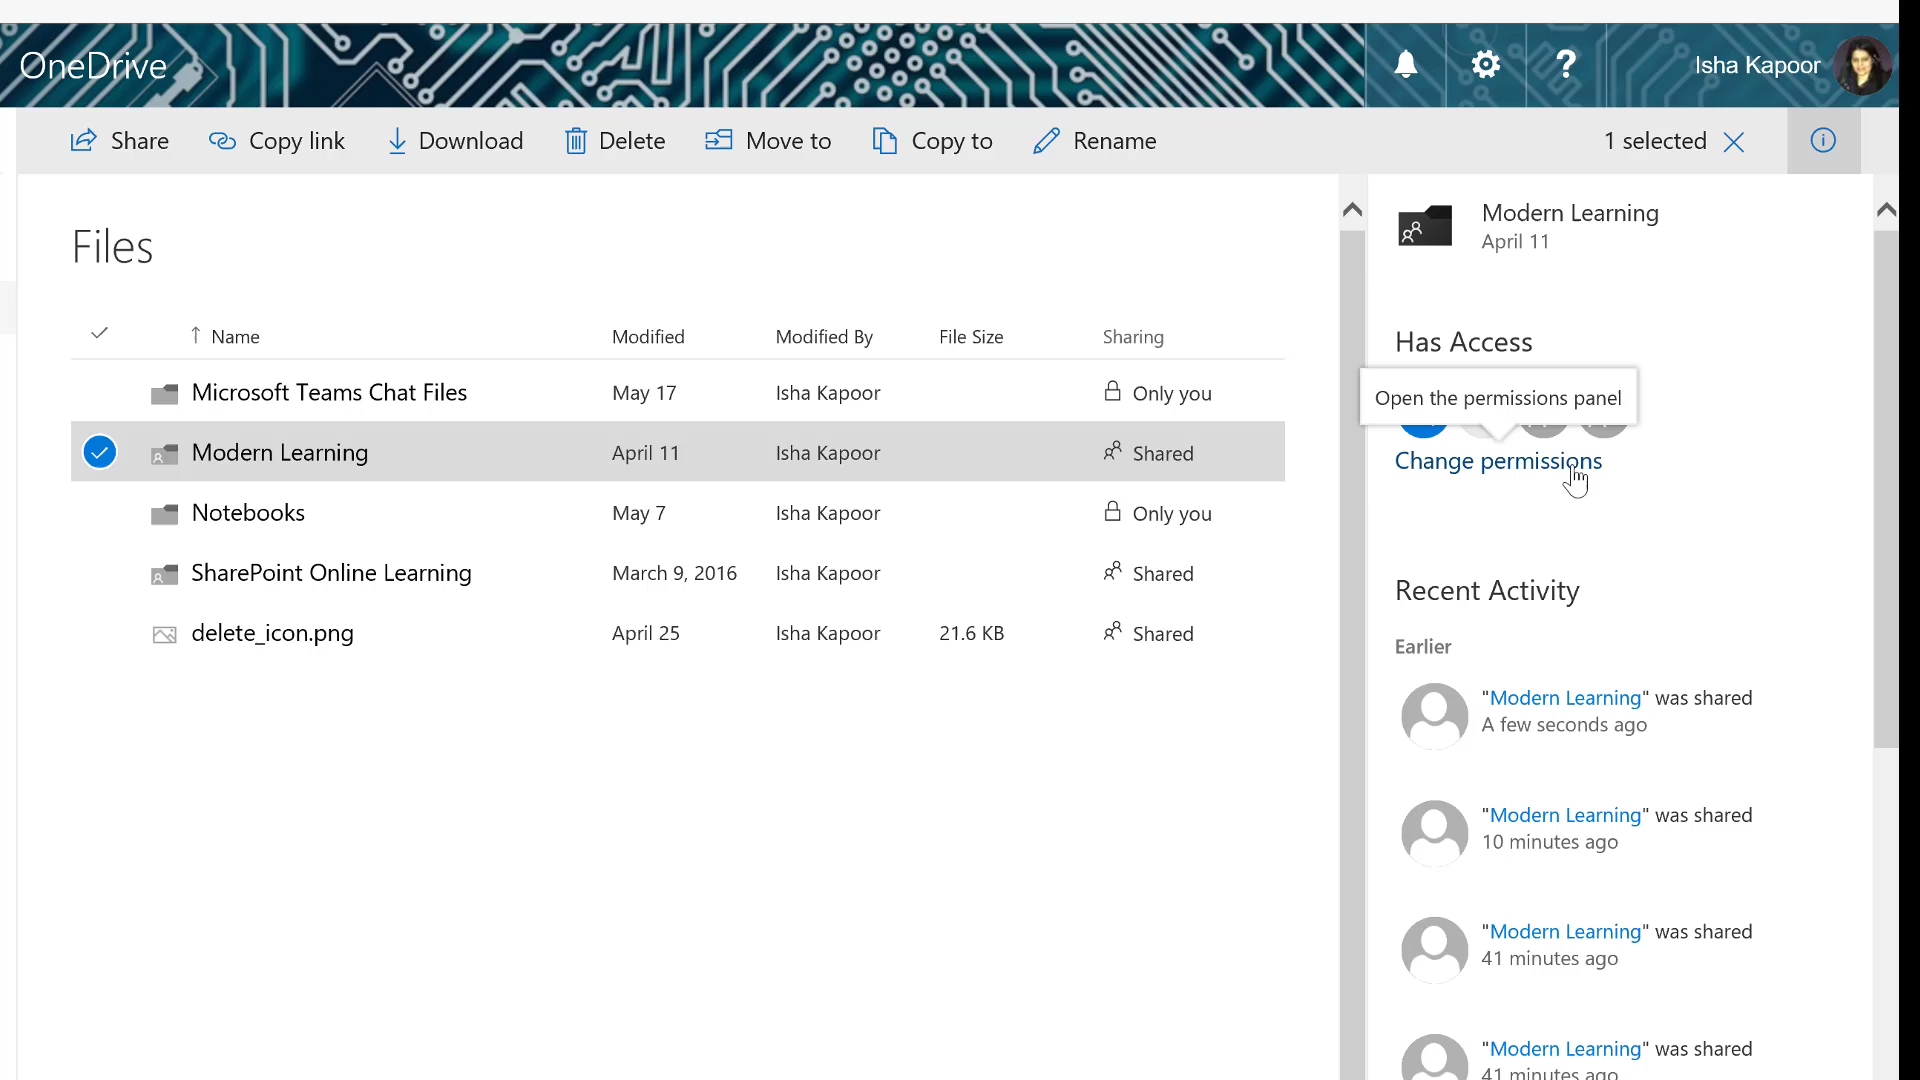 OneDrive
Isha Kapoor
Share
Copy link
Download
Delete
Move to
Copy to
Rename
1 selected
Files
Name
Modified
Modified By
File Size
Sharing
Microsoft Teams Chat Files
May 17
Isha Kapoor
Only you
Modern Learning
April 11
Isha Kapoor
Shared
Notebooks
May 7
Isha Kapoor
Only you
SharePoint Online Learning
March 9, 2016
Isha Kapoor
Shared
delete_icon.png
April 25
Isha Kapoor
21.6 KB
Shared
Modern Learning
April 11
Has Access
Open the permissions panel
Change permissions
Recent Activity
Earlier
"Modern Learning" was shared
A few seconds ago
"Modern Learning" was shared
10 minutes ago
"Modern Learning" was shared
41 minutes ago
"Modern Learning" was shared
41 minutes ago